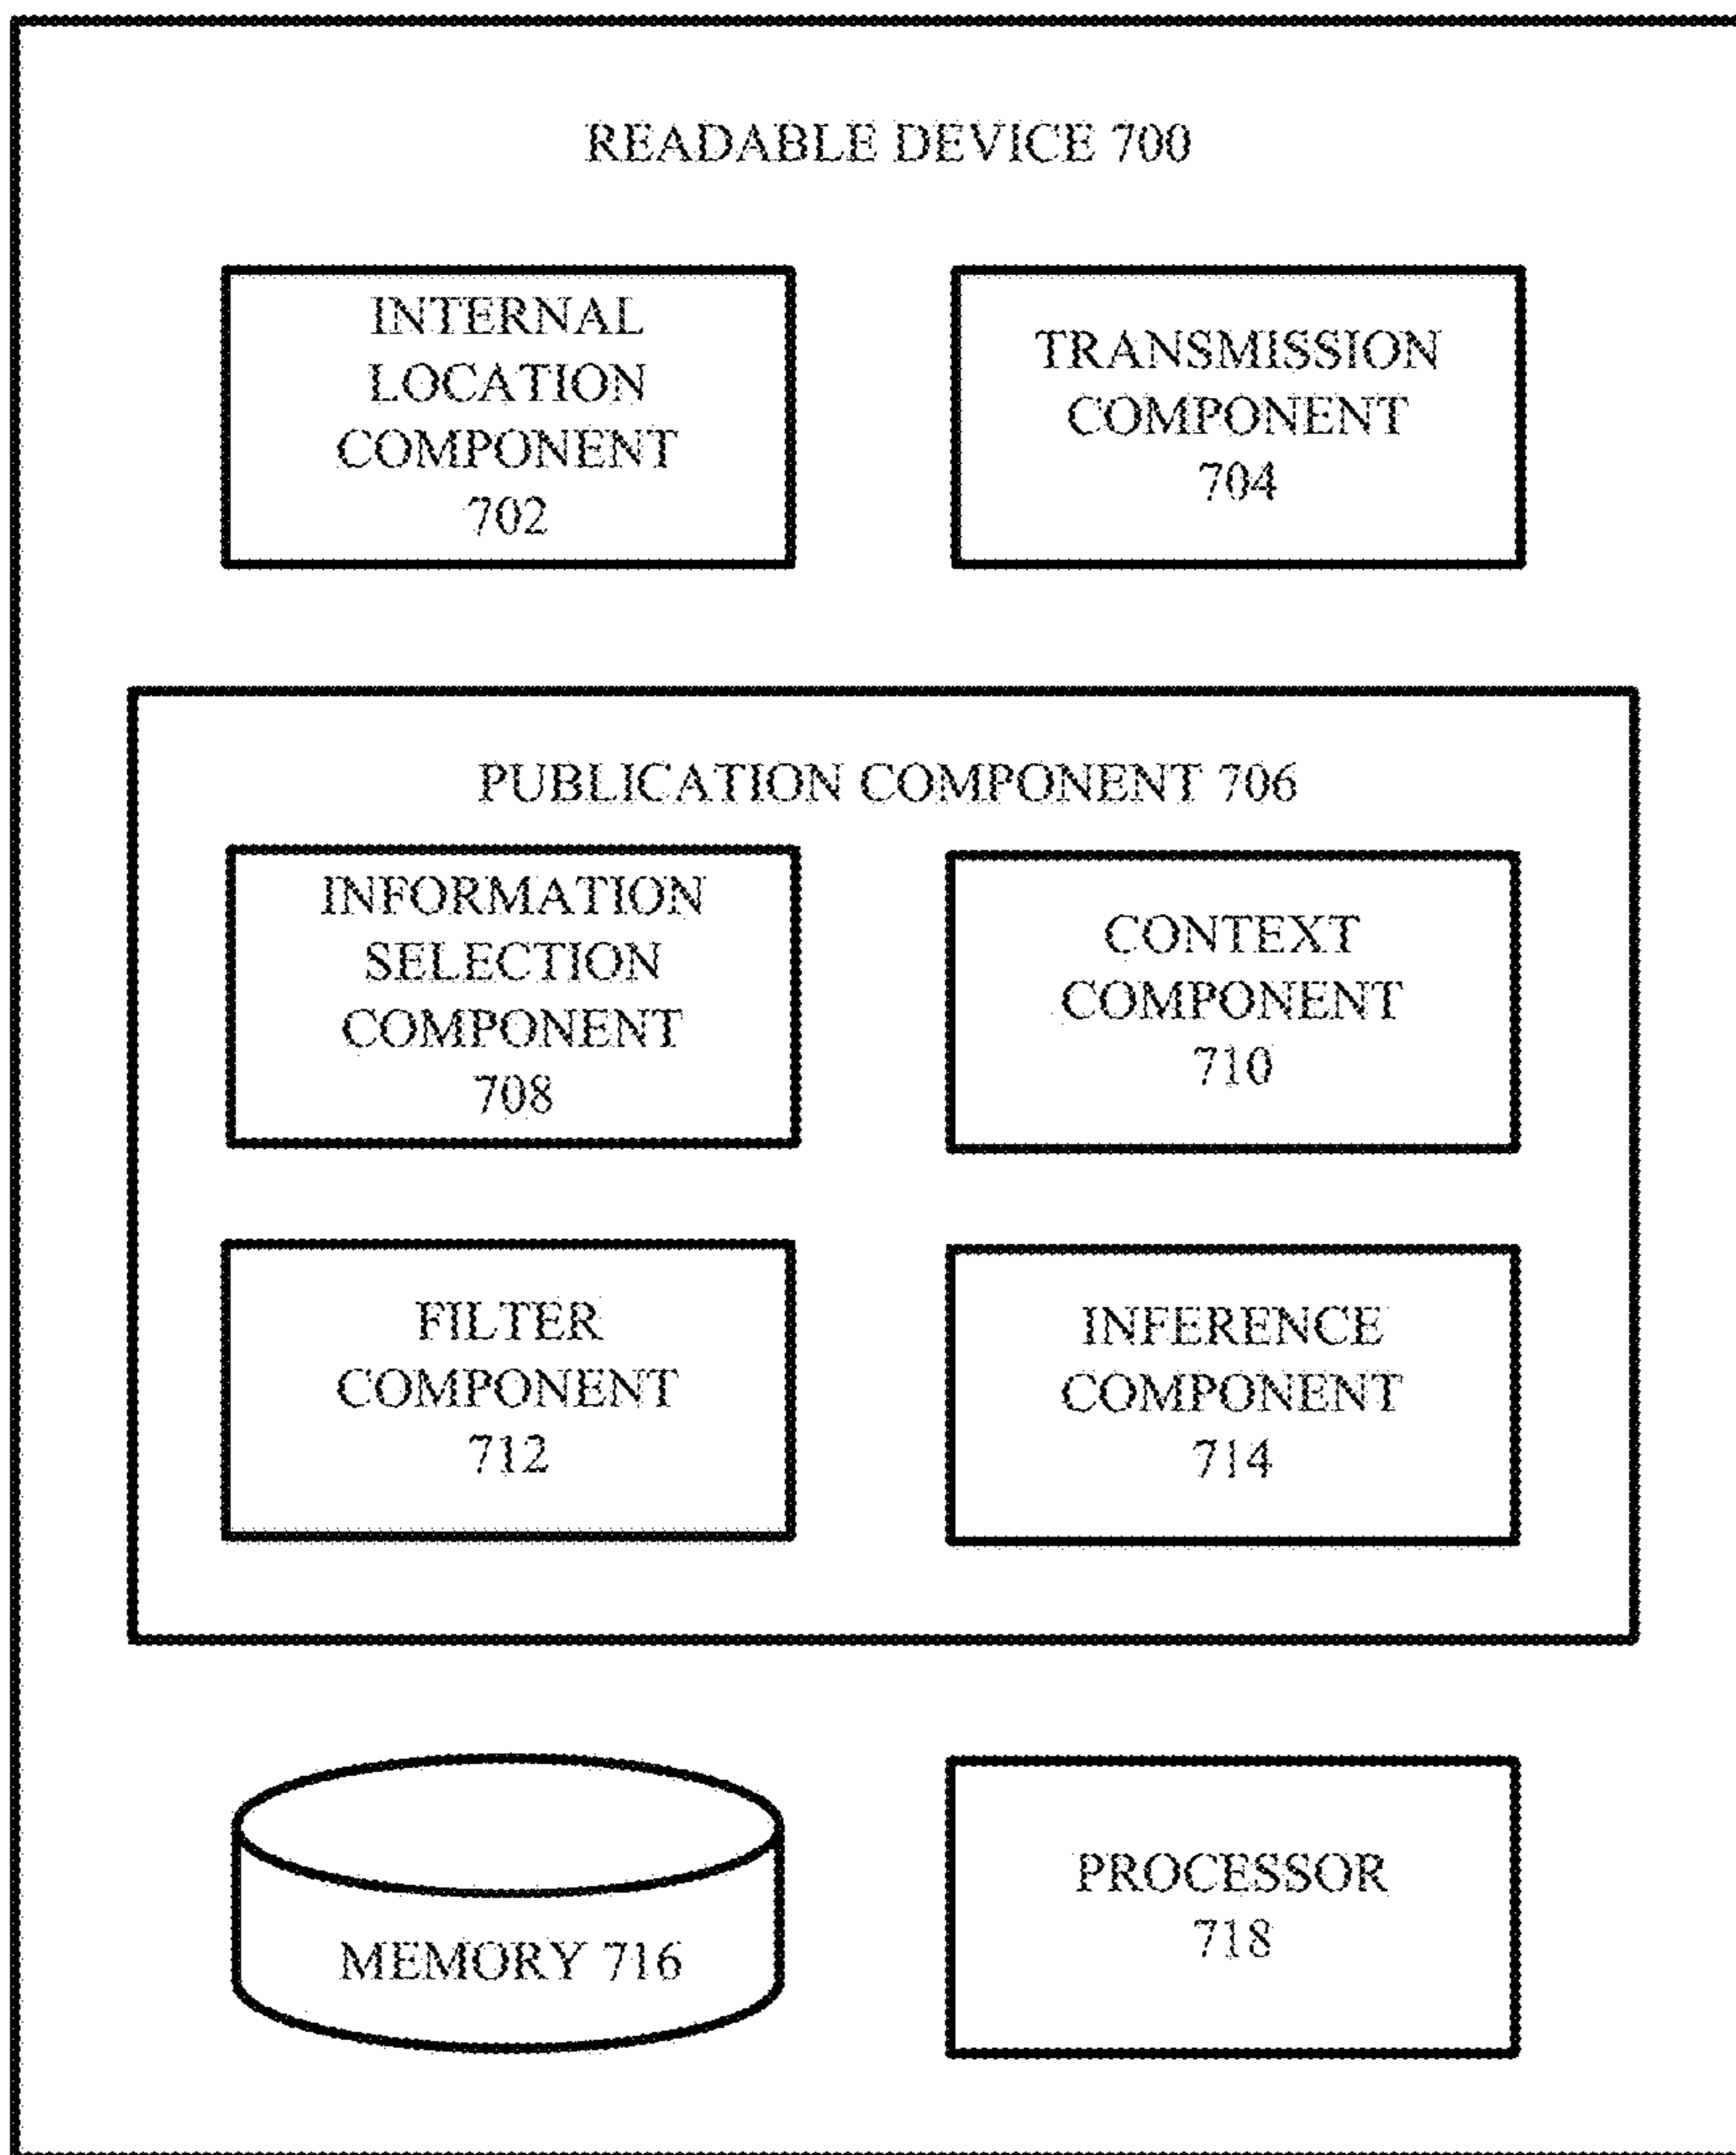 READABLE DEVICE 700
INTERNAL
LOCATION
COMPONENT
702
TRANSMISSION
COMPONENT
704
PUBLICATION COMPONENT 706
INFORMATION
SELECTION
COMPONENT
708
CONTEXT
COMPONENT
710
FILTER
COMPONENT
712
INFERENCE
COMPONENT
714
MEMORY 716
PROCESSOR
718